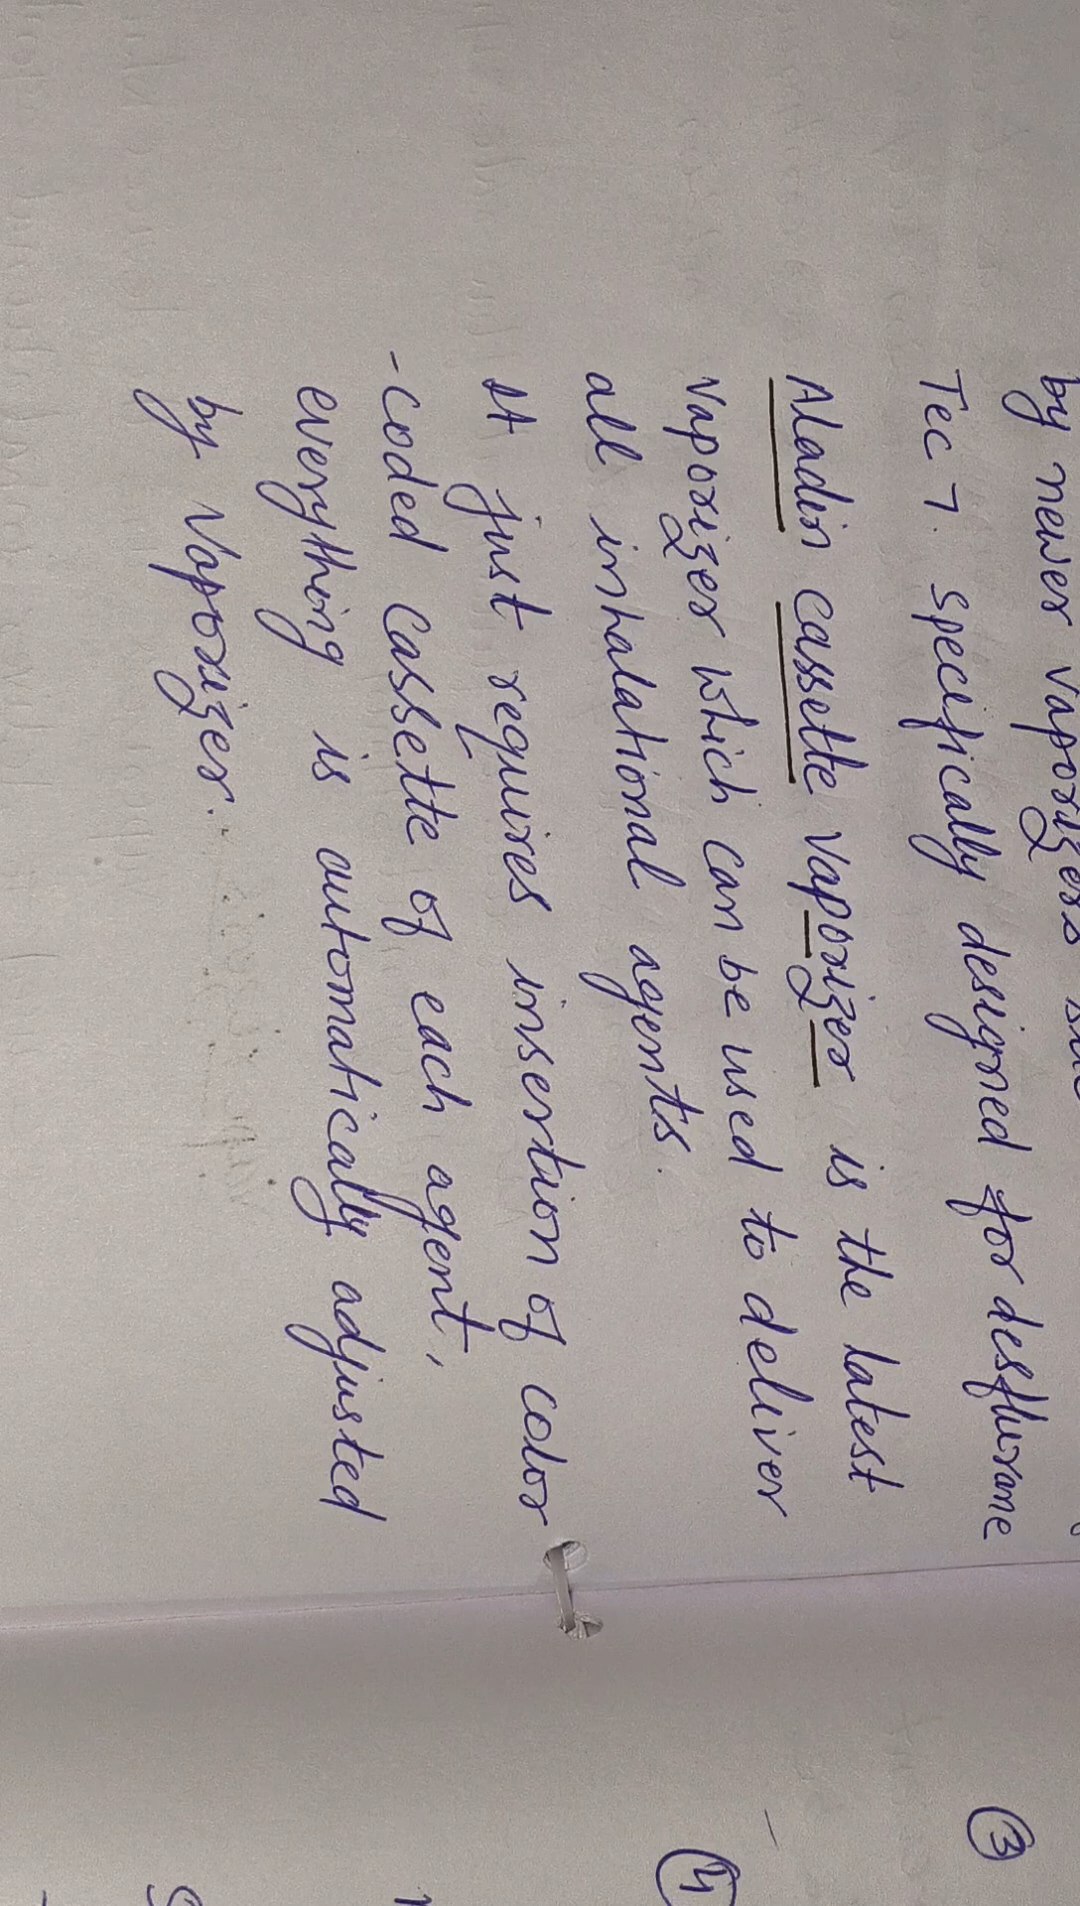 by newer vaporizers
Tec 7. specifically designed for desflurane
Aladin cassette vaporizer is the latest
vaporizer which can be used to deliver
all inhalational agents.
It just requires insertion of color
-coded cassette of each agent,
everything is automatically adjusted
by vaporizer.
3
4